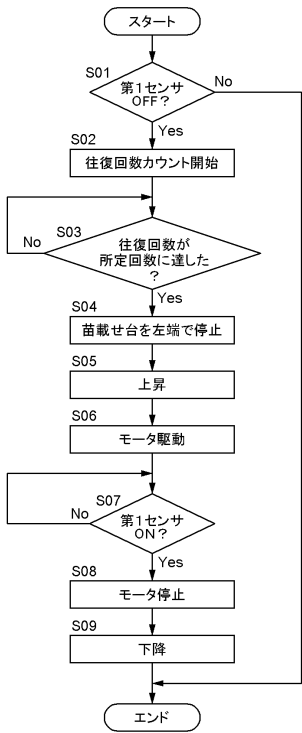 スタート
S01
第1センサ
OFF?
No
Yes
S02
往復回数カウント開始
S03
No
往復回数が
所定回数に達した
?
Yes
S04
苗載せ台を左端で停止
S05
上昇
S06
モータ駆動
S07
No
第1センサ
ON?
Yes
S08
モータ停止
S09
下降
エンド